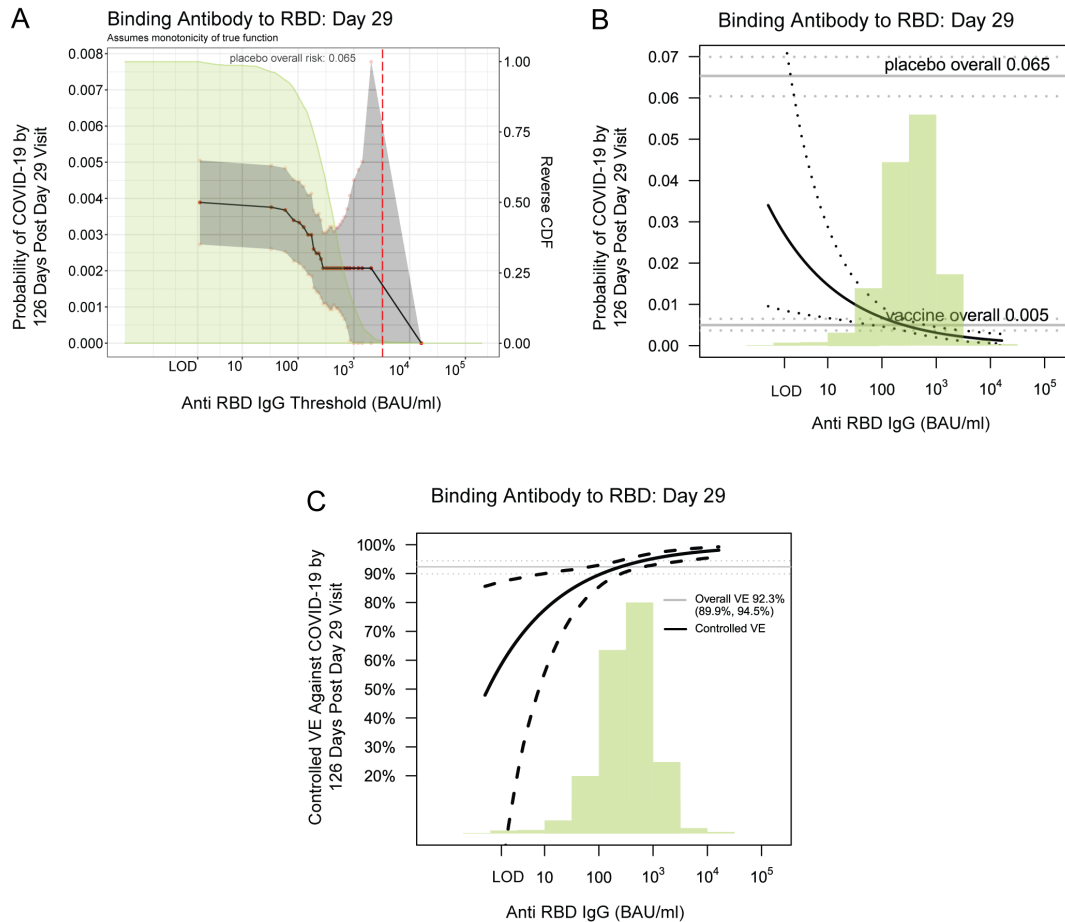 A
Binding Antibody to RBD: Day 29
Assumes monotonicity of true function
placebo overall risk: 0.065
Probability of COVID-19 by
126 Days Post Day 29 Visit
0.008
0.007
0.006
0.005
0.004
0.003
0.002
0.001
0.000
1.00
0.75
0.50
0.25
0.00
Reverse CDF
LOD 10 100 10³ 10⁴ 10⁵
Anti RBD IgG Threshold (BAU/ml)
B
Binding Antibody to RBD: Day 29
Probability of COVID-19 by
126 Days Post Day 29 Visit
0.07
0.06
0.05
0.04
0.03
0.02
0.01
0.00
placebo overall 0.065
vaccine overall 0.005
LOD 10 100 10³ 10⁴ 10⁵
Anti RBD IgG (BAU/ml)
C
Binding Antibody to RBD: Day 29
Controlled VE Against COVID-19 by
126 Days Post Day 29 Visit
100%
90%
80%
70%
60%
50%
40%
30%
20%
Overall VE 92.3%
(89.9%, 94.5%)
Controlled VE
LOD 10 100 10³ 10⁴ 10⁵
Anti RBD IgG (BAU/ml)